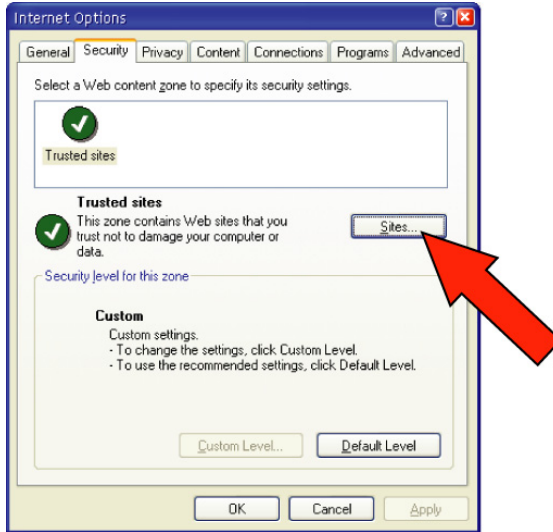 Internet Options
General Security Privacy Content Connections Programs Advanced
Select a Web content zone to specify its security settings.
Trusted sites
Trusted sites
This zone contains Web sites that you
trust not to damage your computer or
data.
Sites...
Security level for this zone
Custom
Custom settings.
- To change the settings, click Custom Level.
- To use the recommended settings, click Default Level.
Custom Level... Default Level
OK Cancel Apply